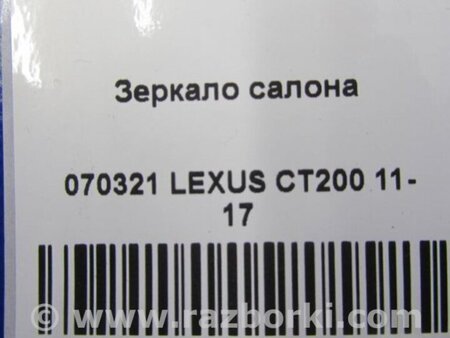 Зеркало салона
070321 LEXUS CT200 11-
17
© www.razborki.com